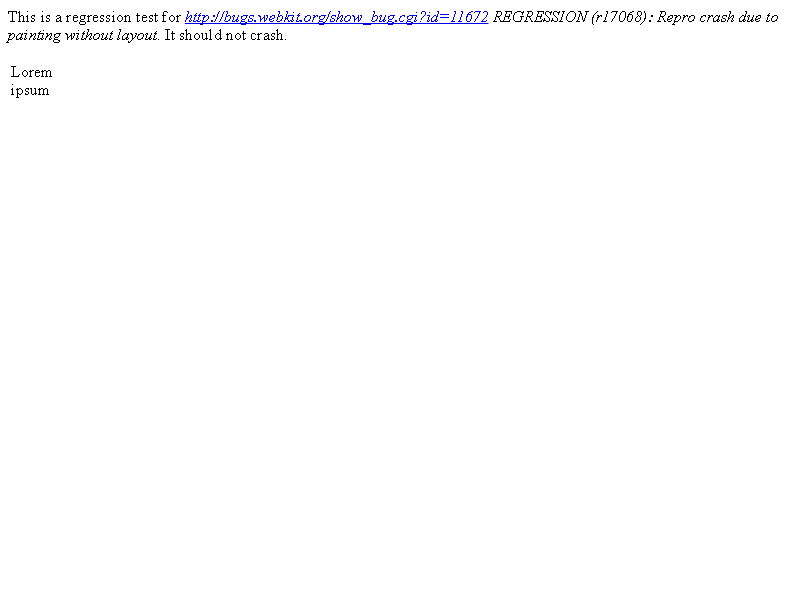 This is a regression test for http://bugs.webkit.org/show_bug.cgi?id=11672 REGRESSION (r17068): Repro crash due to
painting without layout. It should not crash.
Lorem
ipsum